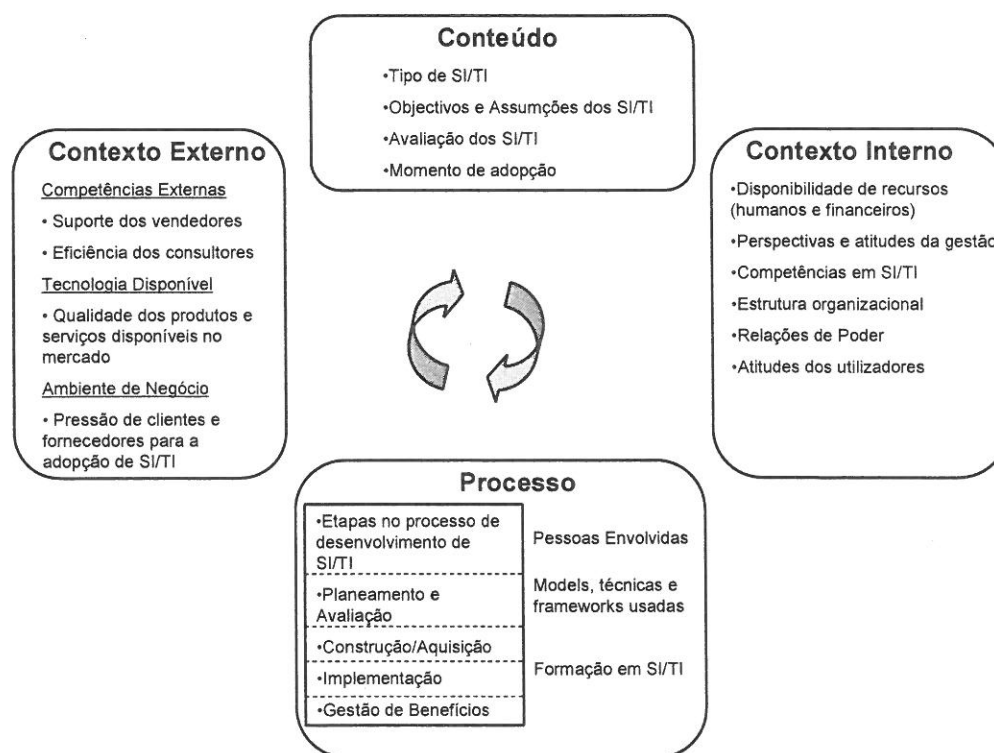 Conteúdo
•Tipo de SI/TI
•Objectivos e Assumções dos SI/TI
•Avaliação dos SI/TI
•Momento de adopção
Contexto Externo
Competências Externas
• Suporte dos vendedores
• Eficiência dos consultores
Tecnologia Disponível
• Qualidade dos produtos e
serviços disponíveis no
mercado
Ambiente de Negócio
• Pressão de clientes e
fornecedores para a
adopção de SI/TI
Contexto Interno
•Disponibilidade de recursos
(humanos e financeiros)
•Perspectivas e atitudes da gestão
•Competências em SI/TI
•Estrutura organizacional
•Relações de Poder
•Atitudes dos utilizadores
Processo
•Etapas no processo de
desenvolvimento de
SI/TI
•Planeamento e
Avaliação
•Construção/Aquisição
•Implementação
•Gestão de Benefícios
Pessoas Envolvidas
Models, técnicas e
frameworks usadas
Formação em SI/TI